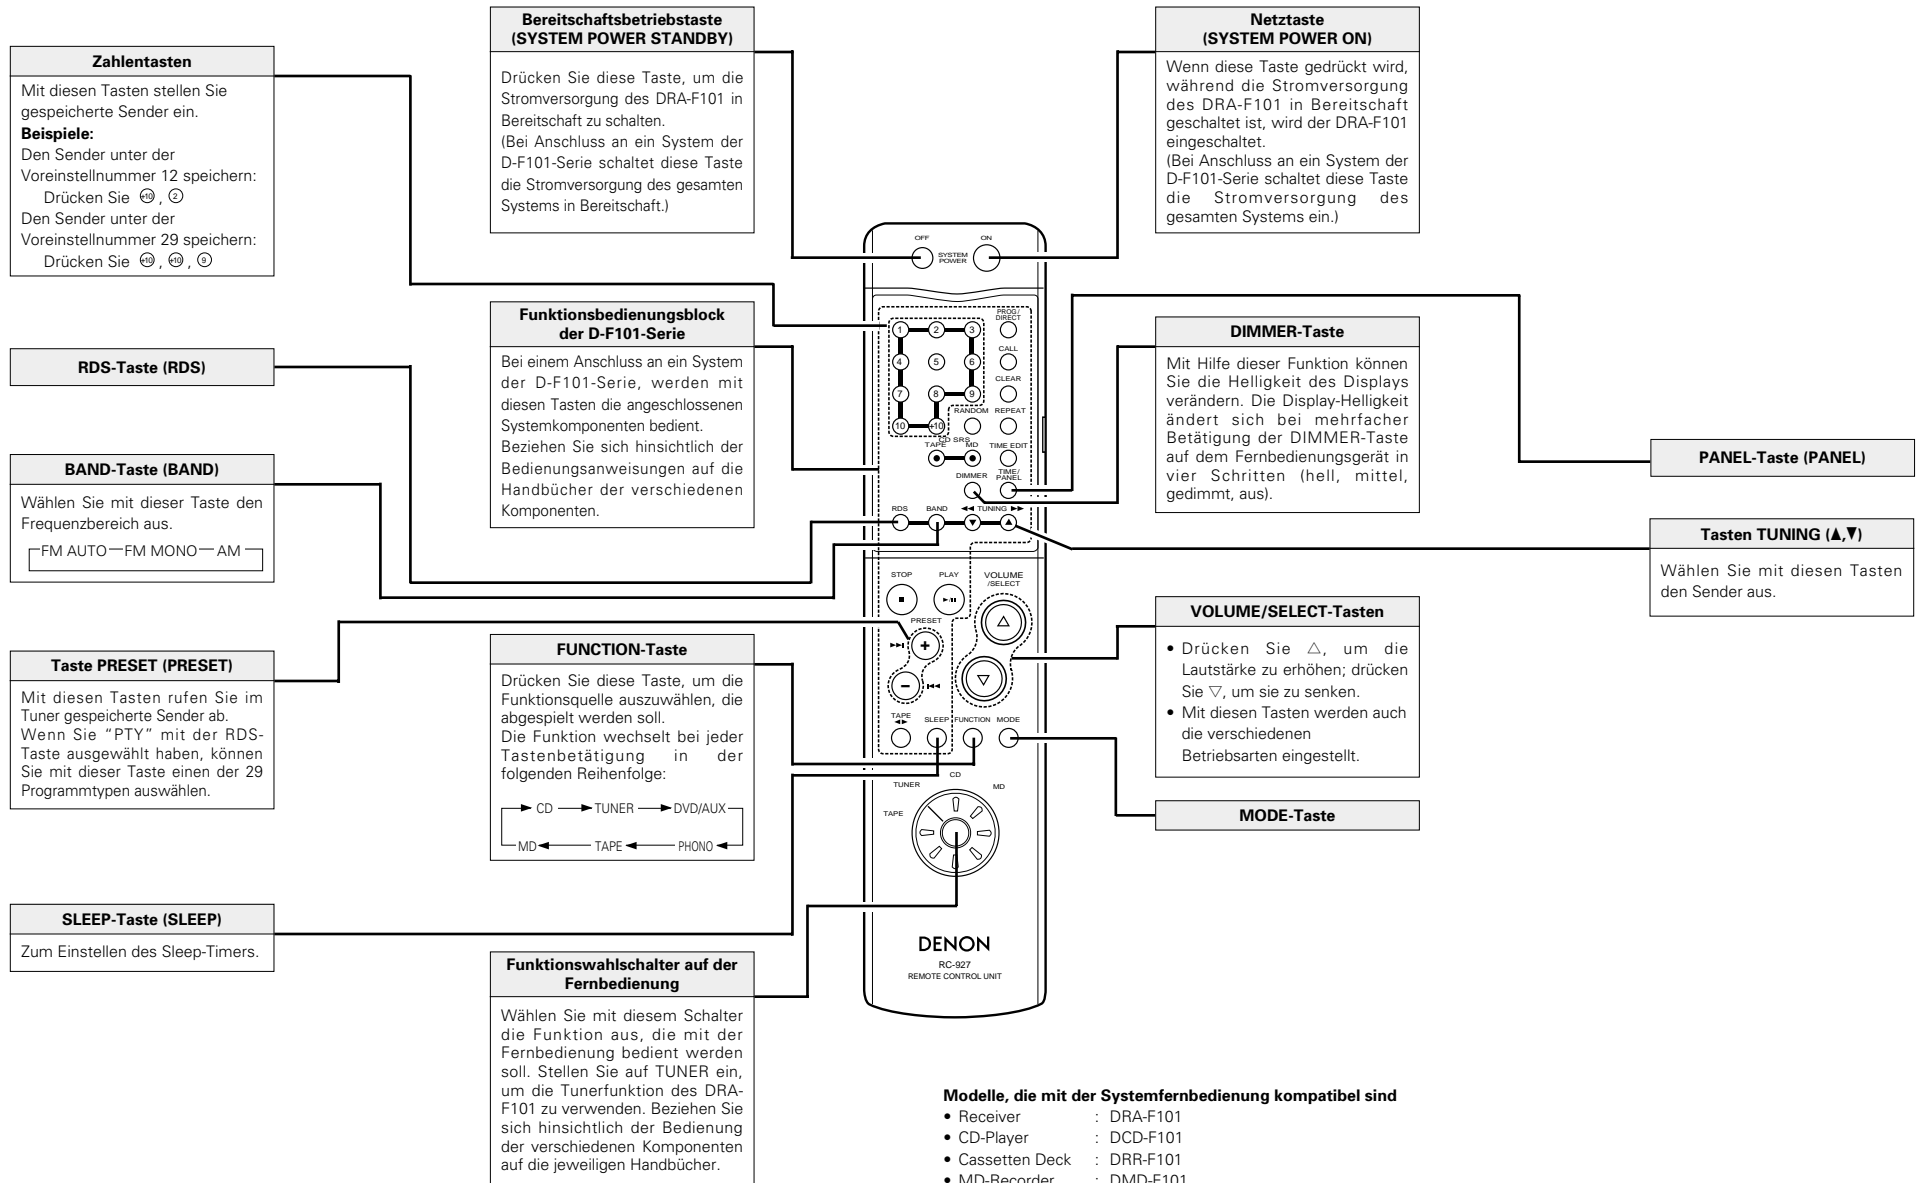 Zahlentasten
Mit diesen Tasten stellen Sie
gespeicherte Sender ein.
Beispiele:
Den Sender unter der
Voreinstellnummer 12 speichern:
Drücken Sie +10 , 2
Den Sender unter der
Voreinstellnummer 29 speichern:
Drücken Sie +10 , +10 , 9
RDS-Taste (RDS)
BAND-Taste (BAND)
Wählen Sie mit dieser Taste den
Frequenzbereich aus.
FM AUTO FM MONO AM
Taste PRESET (PRESET)
Mit diesen Tasten rufen Sie im
Tuner gespeicherte Sender ab.
Wenn Sie “PTY” mit der RDS-
Taste ausgewählt haben, können
Sie mit dieser Taste einen der 29
Programmtypen auswählen.
SLEEP-Taste (SLEEP)
Zum Einstellen des Sleep-Timers.
Bereitschaftsbetriebstaste
(SYSTEM POWER STANDBY)
Drücken Sie diese Taste, um die
Stromversorgung des DRA-F101 in
Bereitschaft zu schalten.
(Bei Anschluss an ein System der
D-F101-Serie schaltet diese Taste
die Stromversorgung des gesamten
Systems in Bereitschaft.)
Funktionsbedienungsblock
der D-F101-Serie
Bei einem Anschluss an ein System
der D-F101-Serie, werden mit
diesen Tasten die angeschlossenen
Systemkomponenten bedient.
Beziehen Sie sich hinsichtlich der
Bedienungsanweisungen auf die
Handbücher der verschiedenen
Komponenten.
FUNCTION-Taste
Drücken Sie diese Taste, um die
Funktionsquelle auszuwählen, die
abgespielt werden soll.
Die Funktion wechselt bei jeder
Tastenbetätigung in der
folgenden Reihenfolge:
CD TUNER DVD/AUX
MD TAPE PHONO
Funktionswahlschalter auf der
Fernbedienung
Wählen Sie mit diesem Schalter
die Funktion aus, die mit der
Fernbedienung bedient werden
soll. Stellen Sie auf TUNER ein,
um die Tunerfunktion des DRA-
F101 zu verwenden. Beziehen Sie
sich hinsichtlich der Bedienung
der verschiedenen Komponenten
auf die jeweiligen Handbücher.
OFF ON
SYSTEM
POWER
PROG/
DIRECT
1 2 3
CALL
4 5 6
CLEAR
7 8 9
RANDOM REPEAT
10 +10
CD SRS
TAPE MD TIME EDIT
DIMMER TIME/
PANEL
RDS BAND ◄◄ TUNING ►►
▼ ▲
STOP PLAY VOLUME
/SELECT
■ ►/II △
PRESET
►►I +
▽
− I◄◄
TAPE
◄► SLEEP FUNCTION MODE
CD
TUNER MD
TAPE
DENON
RC-927
REMOTE CONTROL UNIT
Netztaste
(SYSTEM POWER ON)
Wenn diese Taste gedrückt wird,
während die Stromversorgung
des DRA-F101 in Bereitschaft
geschaltet ist, wird der DRA-F101
eingeschaltet.
(Bei Anschluss an ein System der
D-F101-Serie schaltet diese Taste
die Stromversorgung des
gesamten Systems ein.)
DIMMER-Taste
Mit Hilfe dieser Funktion können
Sie die Helligkeit des Displays
verändern. Die Display-Helligkeit
ändert sich bei mehrfacher
Betätigung der DIMMER-Taste
auf dem Fernbedienungsgerät in
vier Schritten (hell, mittel,
gedimmt, aus).
VOLUME/SELECT-Tasten
• Drücken Sie △, um die
Lautstärke zu erhöhen; drücken
Sie ▽, um sie zu senken.
• Mit diesen Tasten werden auch
die verschiedenen
Betriebsarten eingestellt.
MODE-Taste
PANEL-Taste (PANEL)
Tasten TUNING (▲,▼)
Wählen Sie mit diesen Tasten
den Sender aus.
Modelle, die mit der Systemfernbedienung kompatibel sind
• Receiver : DRA-F101
• CD-Player : DCD-F101
• Cassetten Deck : DRR-F101
• MD-Recorder : DMD-F101